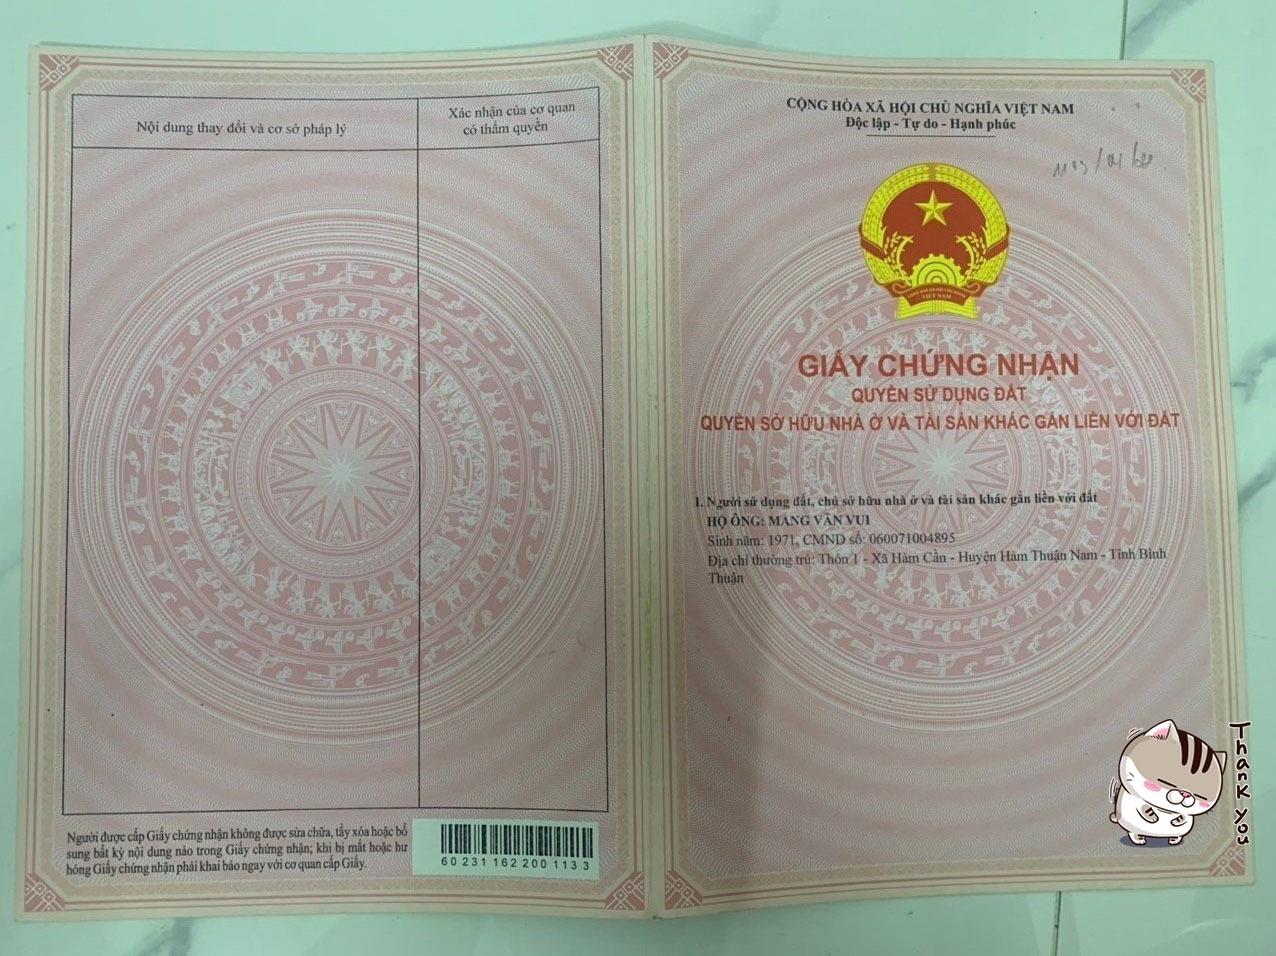 Nội dung thay đổi và cơ sở pháp lý
Xác nhận của cơ quan
có thẩm quyền
Người được cấp Giấy chứng nhận không được sửa chữa, tẩy xóa hoặc bổ
sung bất kỳ nội dung nào trong Giấy chứng nhận; khi bị mất hoặc hư
hỏng Giấy chứng nhận phải khai báo ngay với cơ quan cấp Giấy.
60 231 162 200 113 3
CỘNG HÒA XÃ HỘI CHỦ NGHĨA VIỆT NAM
Độc lập - Tự do - Hạnh phúc
VIỆT NAM
GIẤY CHỨNG NHẬN
QUYỀN SỬ DỤNG ĐẤT
QUYỀN SỞ HỮU NHÀ Ở VÀ TÀI SẢN KHÁC GẮN LIỀN VỚI ĐẤT
I. Người sử dụng đất, chủ sở hữu nhà ở và tài sản khác gắn liền với đất
HỘ ÔNG: MANG VĂN VUI
Sinh năm: 1971, CMND số: 060071004895
Địa chỉ thường trú: Thôn 1 - Xã Hàm Cần - Huyện Hàm Thuận Nam - Tỉnh Bình
Thuận
Thank you